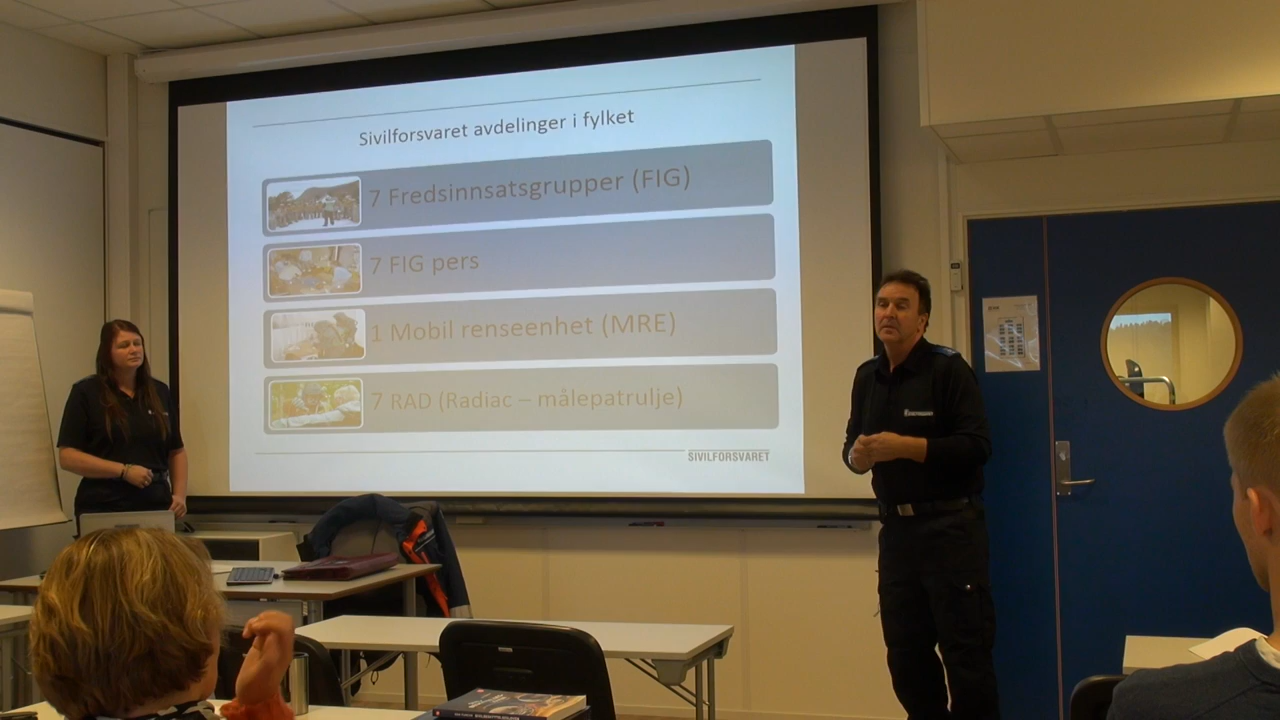 Sivilforsvaret avdelinger i fylket
7 Fredsinnsatsgrupper (FIG)
7 FIG pers
1 Mobil renseenhet (MRE)
7 RAD (Radiac – målepatrulje)
SIVILFORSVARET